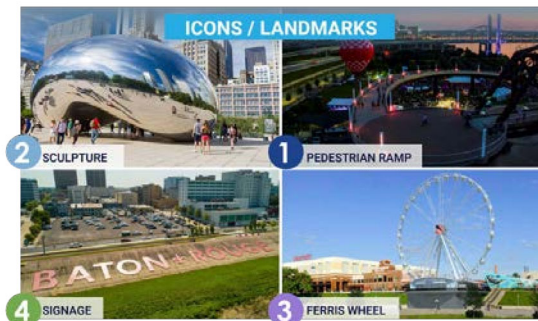 ICONS / LANDMARKS
2 SCULPTURE
1 PEDESTRIAN RAMP
BATON ROUGE
4 SIGNAGE
3 FERRIS WHEEL